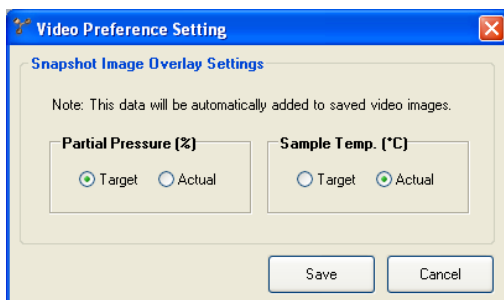 Video Preference Setting
Snapshot Image Overlay Settings
Note: This data will be automatically added to saved video images.
Partial Pressure (%)
Sample Temp. (°C)
Target Actual
Target Actual
Save Cancel